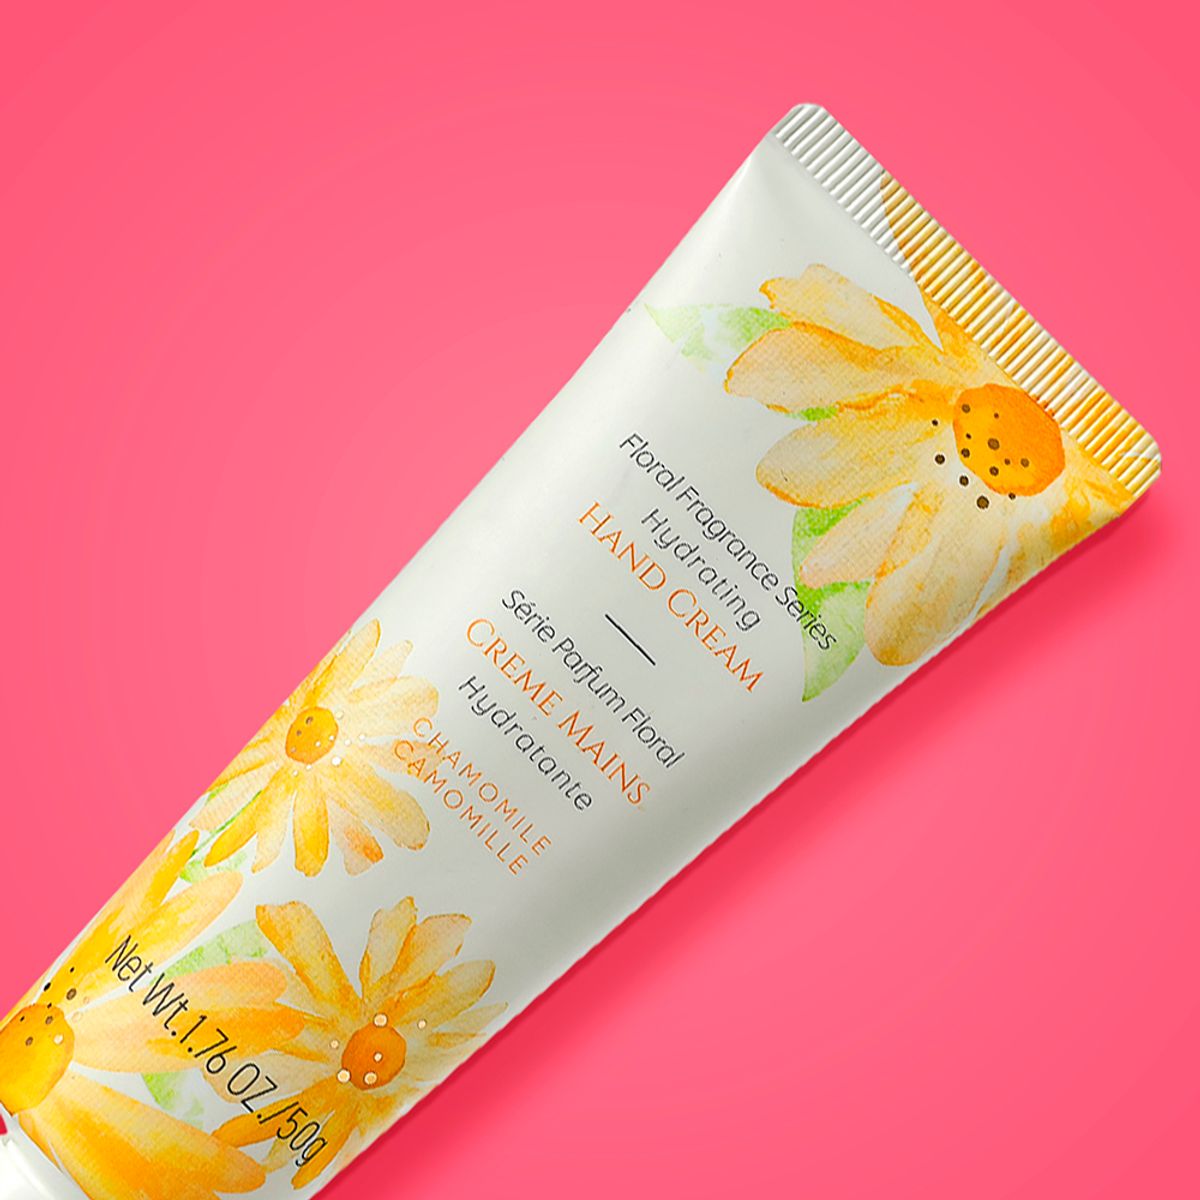 Floral Fragrance Series
Hydrating
HAND CREAM
Série Parfum Floral
CREME MAINS
Hydratante
CHAMOMILE
CAMOMILLE
Net Wt.1.76 OZ./50g